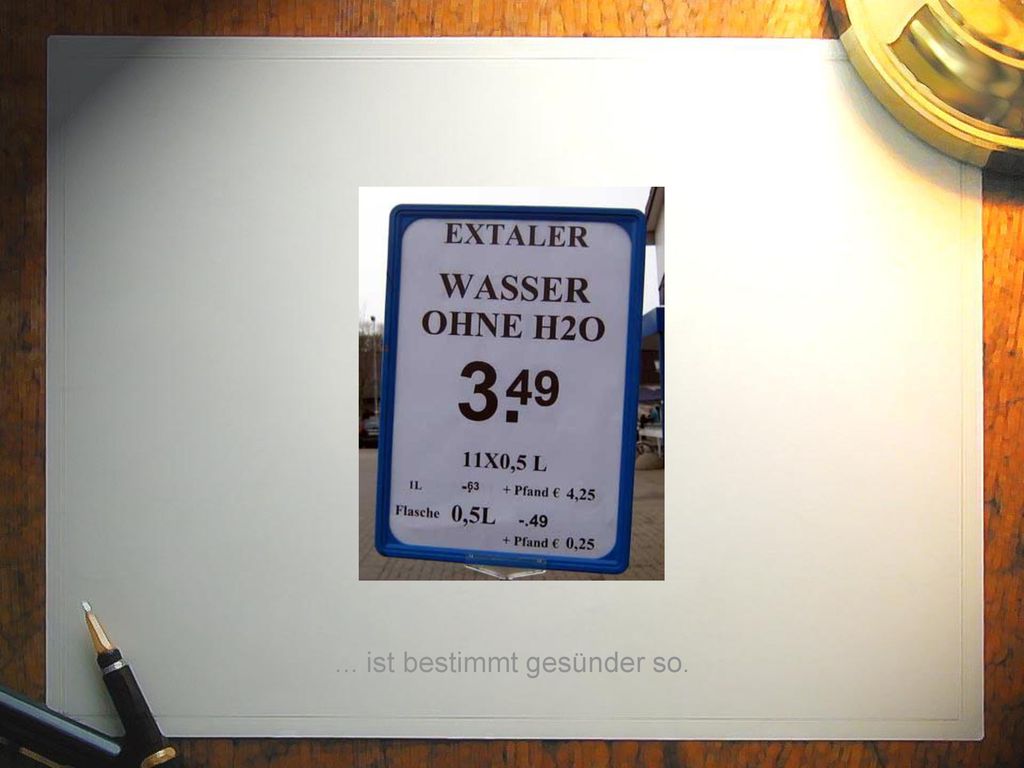 EXTALER
WASSER
OHNE H2O
3.49
11X0,5 L
1L -63 + Pfand € 4,25
Flasche 0,5L -.49
+ Pfand € 0,25
... ist bestimmt gesünder so.